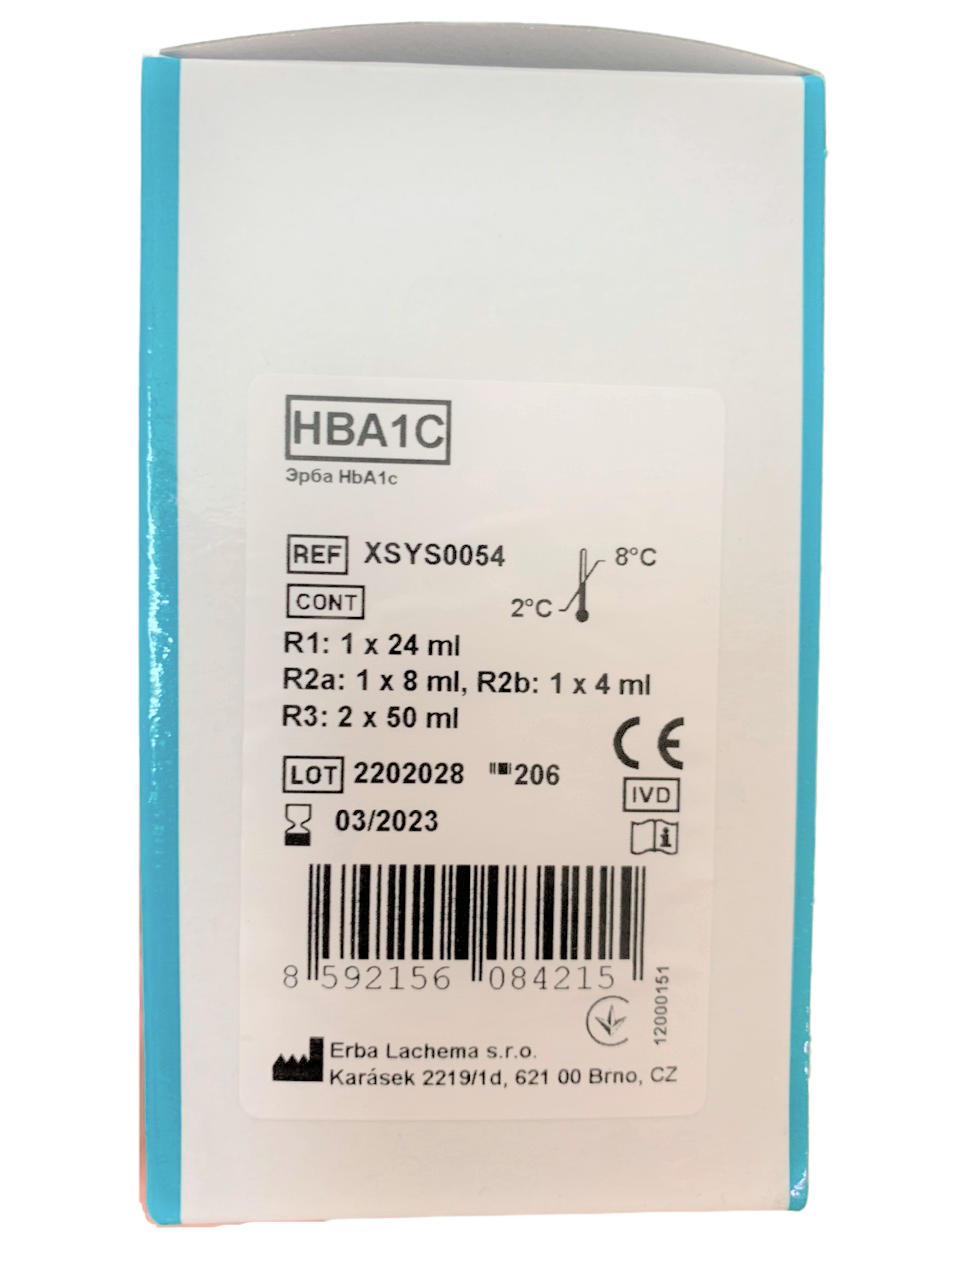 HBA1C
Эрба HbA1c
REF XSYS0054
8°C
2°C
CONT
R1: 1 x 24 ml
R2a: 1 x 8 ml, R2b: 1 x 4 ml
R3: 2 x 50 ml
CE
LOT 2202028 206
IVD
03/2023
i
8 592156 084215
12000151
Erba Lachema s.r.o.
Karásek 2219/1d, 621 00 Brno, CZ